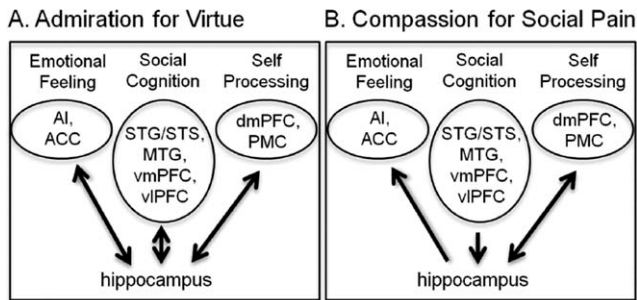 A. Admiration for Virtue
Emotional Feeling
Social Cognition
Self Processing
AI,
ACC
STG/STS,
MTG,
vmPFC,
vlPFC
dmPFC,
PMC
hippocampus
B. Compassion for Social Pain
Emotional Feeling
Social Cognition
Self Processing
AI,
ACC
STG/STS,
MTG,
vmPFC,
vlPFC
dmPFC,
PMC
hippocampus